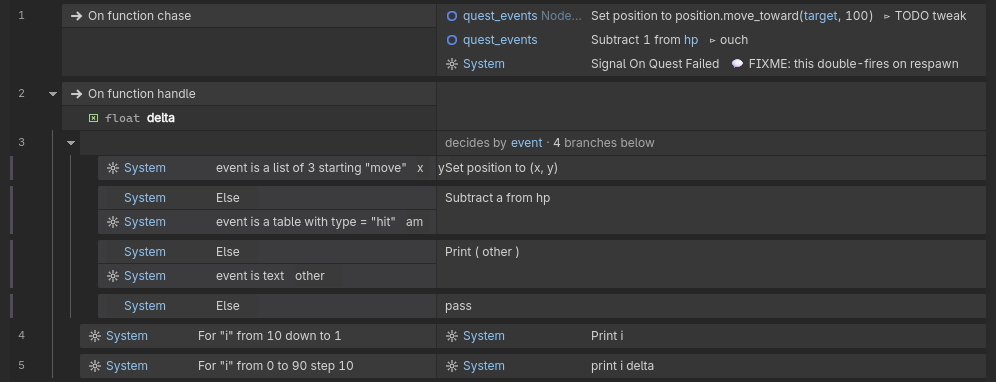 1 On function chase quest_events Node... Set position to position.move_toward(target, 100) ▹ TODO tweak
quest_events Subtract 1 from hp ▹ ouch
System Signal On Quest Failed 💬 FIXME: this double-fires on respawn
2 On function handle
float delta
3 decides by event · 4 branches below
System event is a list of 3 starting "move" x ySet position to (x, y)
System Else Subtract a from hp
System event is a table with type = "hit" am
System Else Print ( other )
System event is text other
System Else pass
4 System For "i" from 10 down to 1 System Print i
5 System For "i" from 0 to 90 step 10 System print i delta